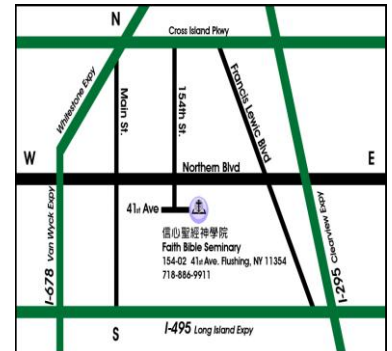 N
Cross Island Pkwy
Whitestone Expy
Main St.
154th St.
Francis Lewic Blvd
W
E
Northern Blvd
41st Ave
信心聖經神學院
Faith Bible Seminary
154-02 41st Ave. Flushing, NY 11354
718-886-9911
I-678 Van Wyck Expy
I-295 Clearview Expy
S
I-495 Long Island Expy